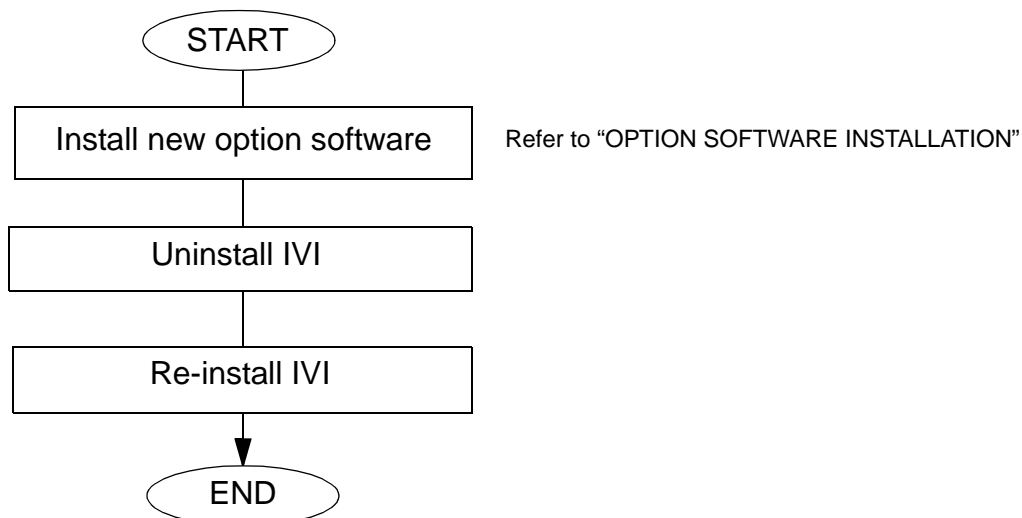 START
Install new option software
Refer to “OPTION SOFTWARE INSTALLATION”
Uninstall IVI
Re-install IVI
END